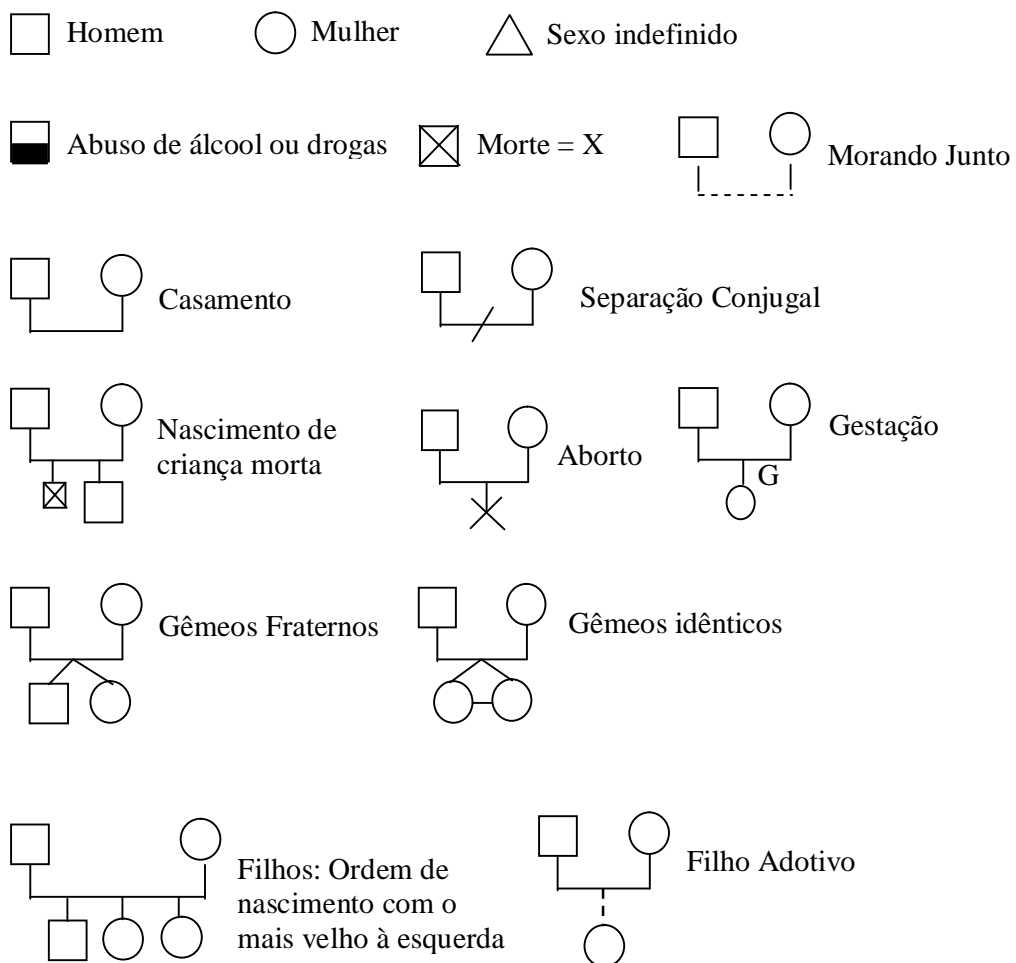 Homem
Mulher
Sexo indefinido
Abuso de álcool ou drogas
Morte = X
Morando Junto
Casamento
Separação Conjugal
Nascimento de
criança morta
Aborto
Gestação
G
Gêmeos Fraternos
Gêmeos idênticos
Filhos: Ordem de
nascimento com o
mais velho à esquerda
Filho Adotivo